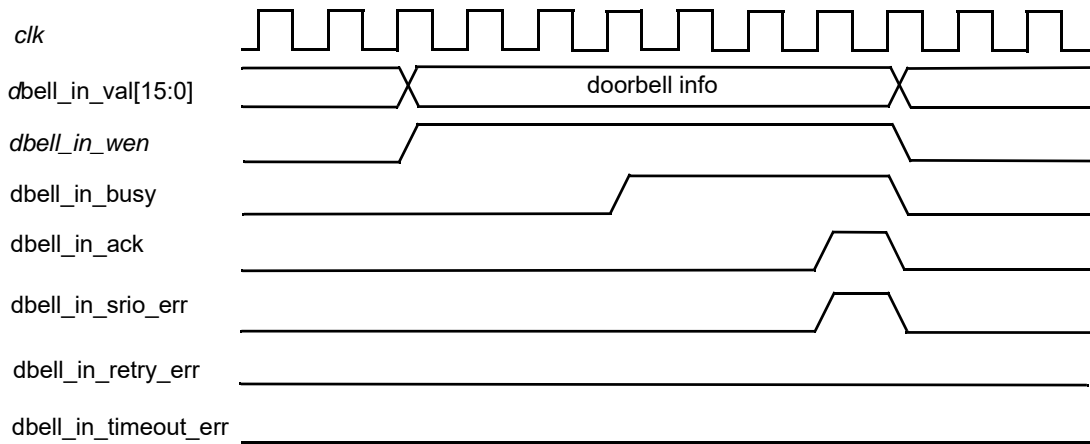 clk
dbell_in_val[15:0]
doorbell info
dbell_in_wen
dbell_in_busy
dbell_in_ack
dbell_in_srio_err
dbell_in_retry_err
dbell_in_timeout_err